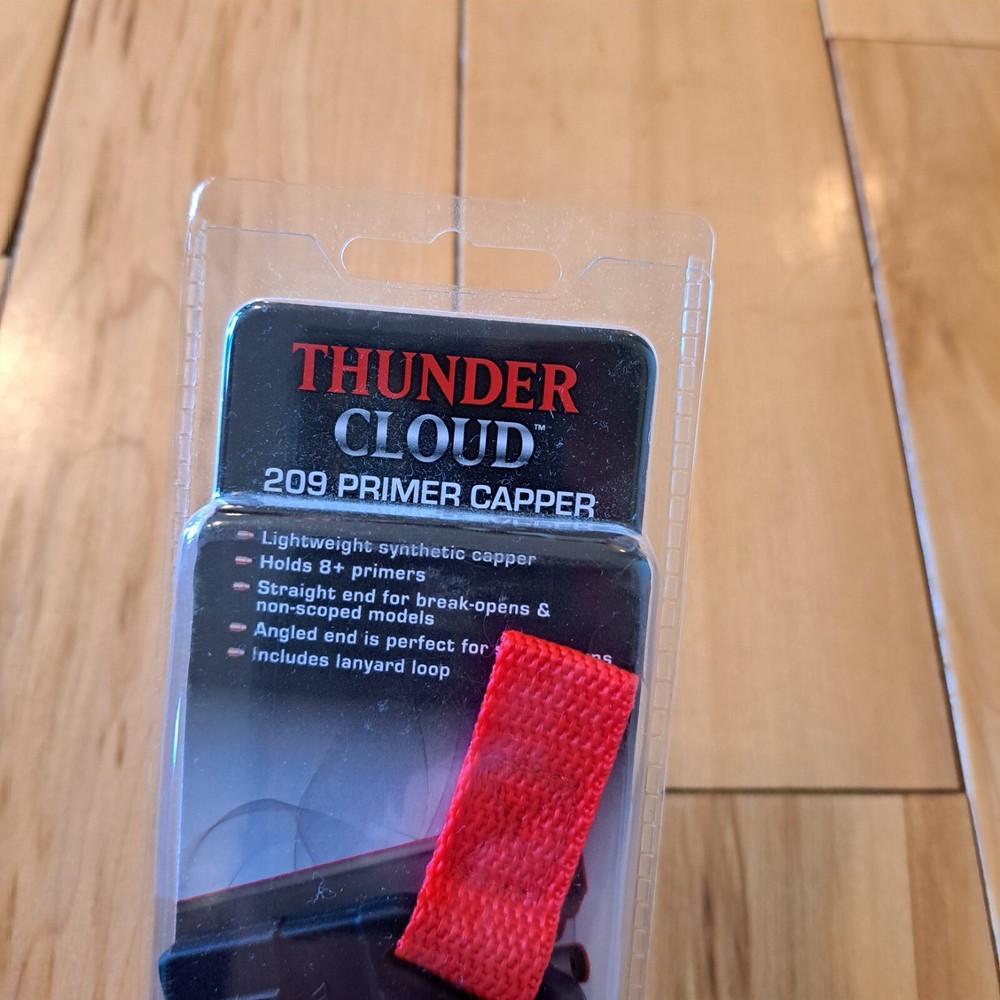 THUNDER
CLOUD™
209 PRIMER CAPPER
Lightweight synthetic capper
Holds 8+ primers
Straight end for break-opens &
non-scoped models
Angled end is perfect for
Includes lanyard loop